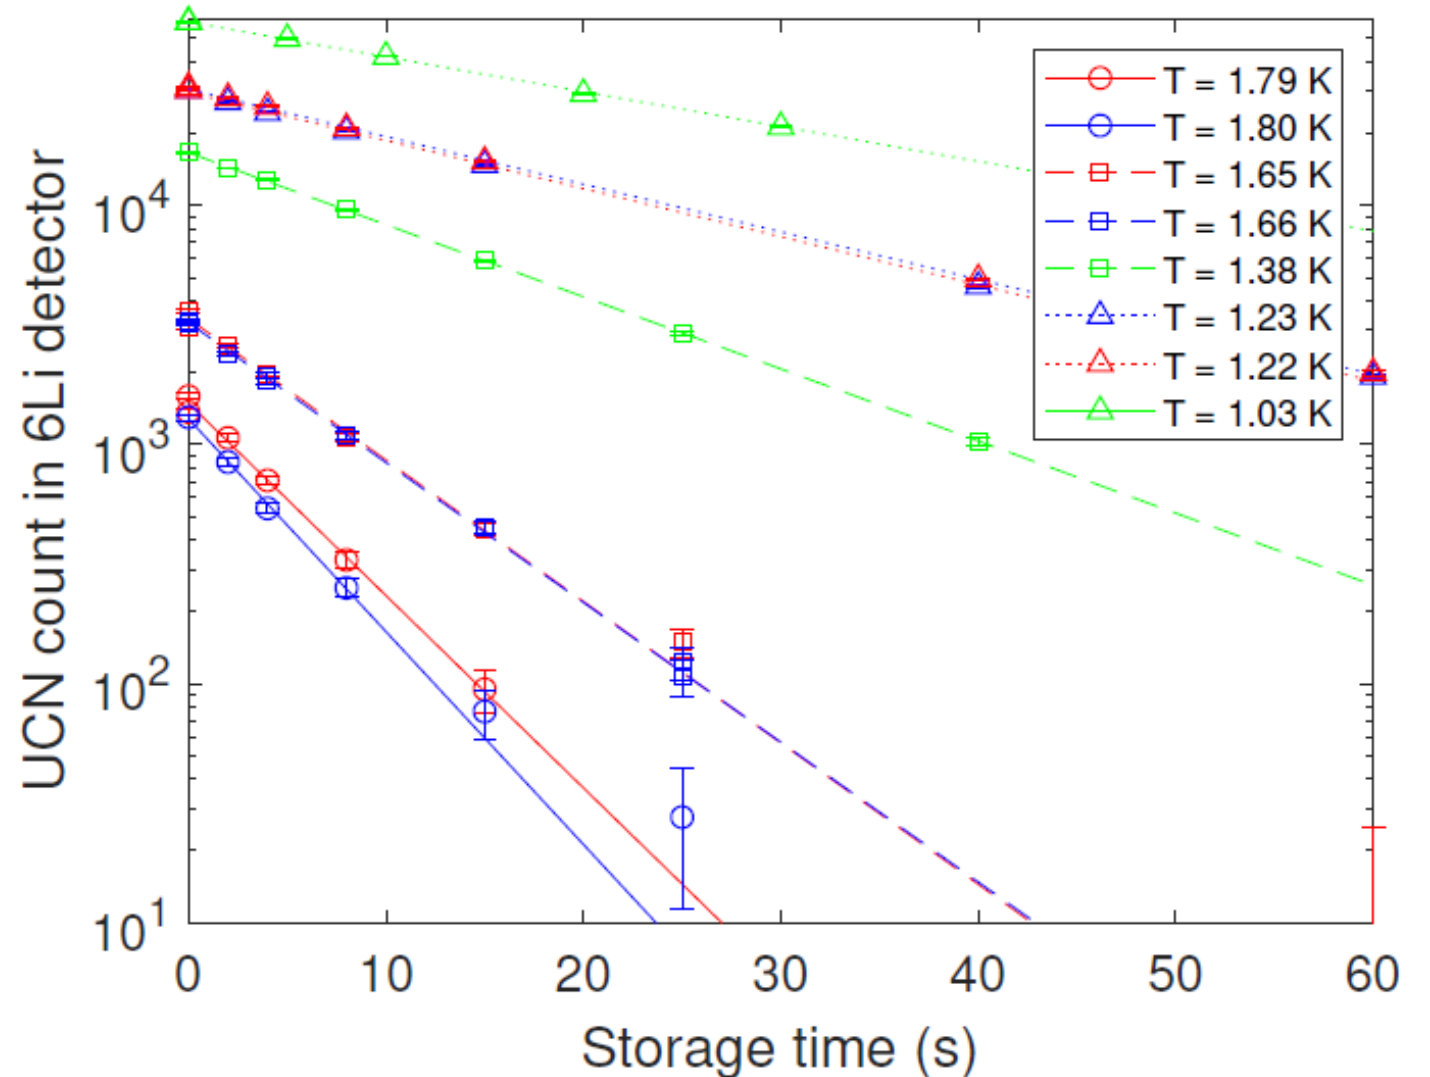 UCN count in 6Li detector
10^4
10^3
10^2
10^1
0 10 20 30 40 50 60
Storage time (s)
T = 1.79 K
T = 1.80 K
T = 1.65 K
T = 1.66 K
T = 1.38 K
T = 1.23 K
T = 1.22 K
T = 1.03 K